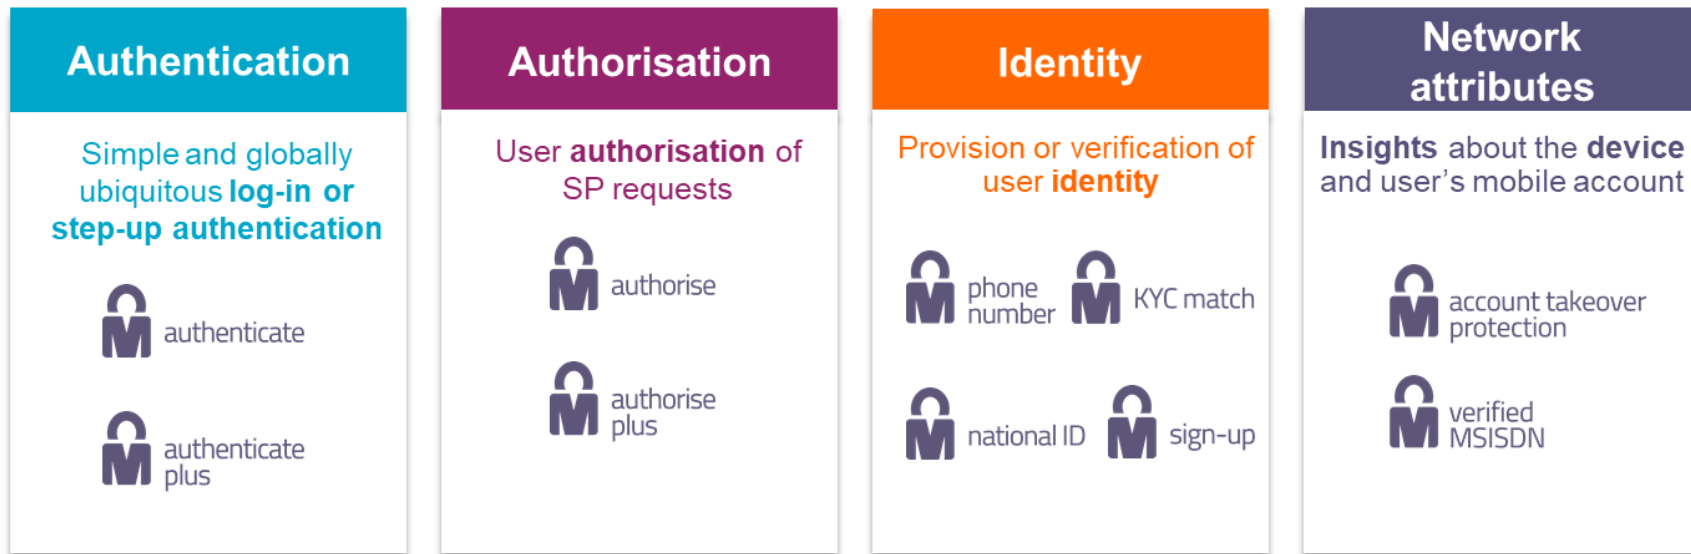 Authentication
Simple and globally
ubiquitous log-in or
step-up authentication
authenticate
authenticate
plus
Authorisation
User authorisation of
SP requests
authorise
authorise
plus
Identity
Provision or verification of
user identity
phone
number
KYC match
national ID
sign-up
Network
attributes
Insights about the device
and user’s mobile account
account takeover
protection
verified
MSISDN